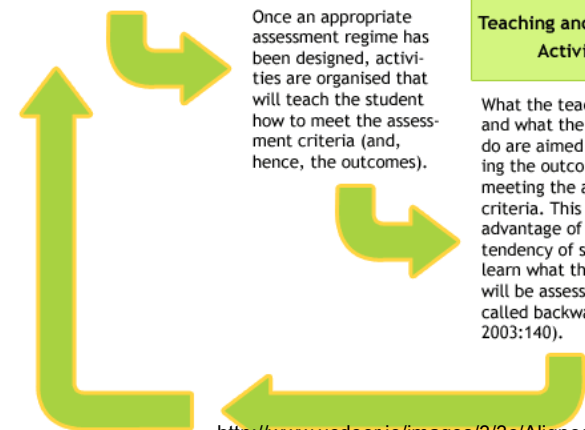 Once an appropriate
assessment regime has
been designed, activi-
ties are organised that
will teach the student
how to meet the assess-
ment criteria (and,
hence, the outcomes).
Teaching and
Activi
What the teac
and what the
do are aimed
ing the outco
meeting the a
criteria. This
advantage of
tendency of s
learn what th
will be assess
called backwa
2003:140).